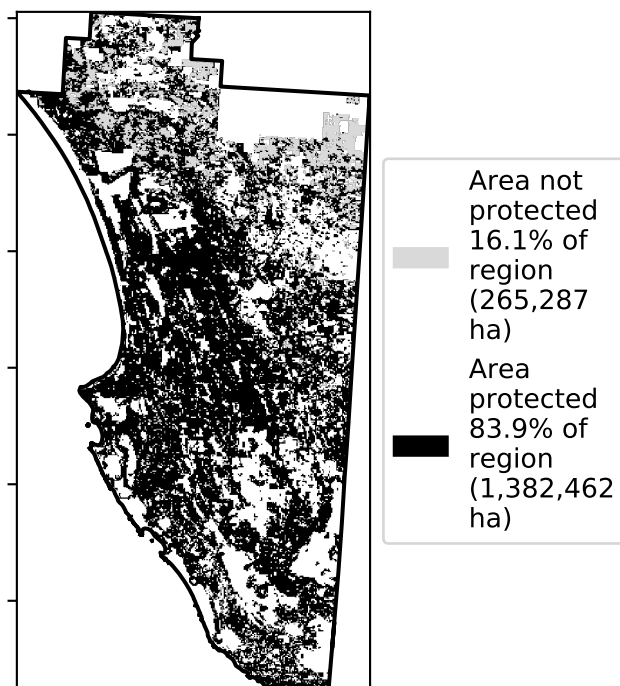 Area not
protected
16.1% of
region
(265,287
ha)
Area
protected
83.9% of
region
(1,382,462
ha)